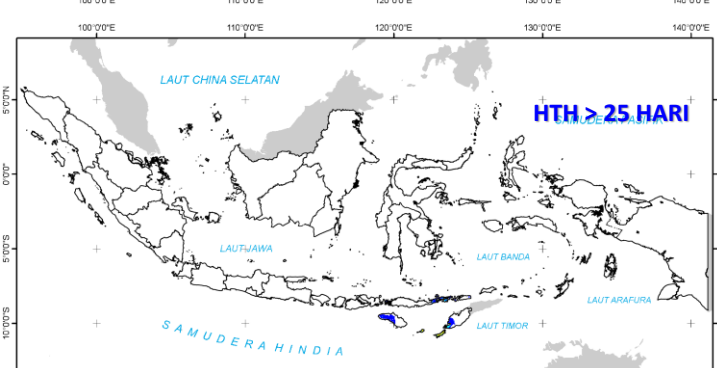 100°0'0"E 110°0'0"E 120°0'0"E 130°0'0"E 140°0'0"E
LAUT CHINA SELATAN
5°0'0"N
HTH > 25 HARI
SAMUDERA PASIFIK
0°0'0"
5°0'0"S
LAUT JAWA
LAUT BANDA
LAUT ARAFURA
10°0'0"S
SAMUDERA HINDIA
LAUT TIMOR